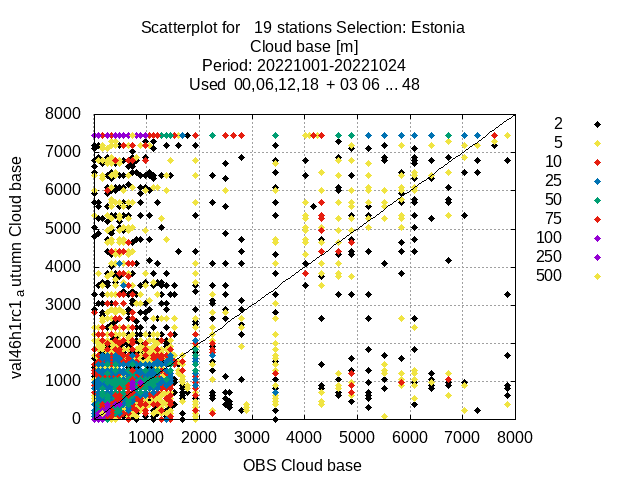 Scatterplot for   19 stations Selection: Estonia
Cloud base [m]
Period: 20221001-20221024
Used  00,06,12,18  + 03 06 ... 48
val46h1rc1_autumn Cloud base
8000
7000
6000
5000
4000
3000
2000
1000
0
1000 2000 3000 4000 5000 6000 7000 8000
OBS Cloud base
2
5
10
25
50
75
100
250
500